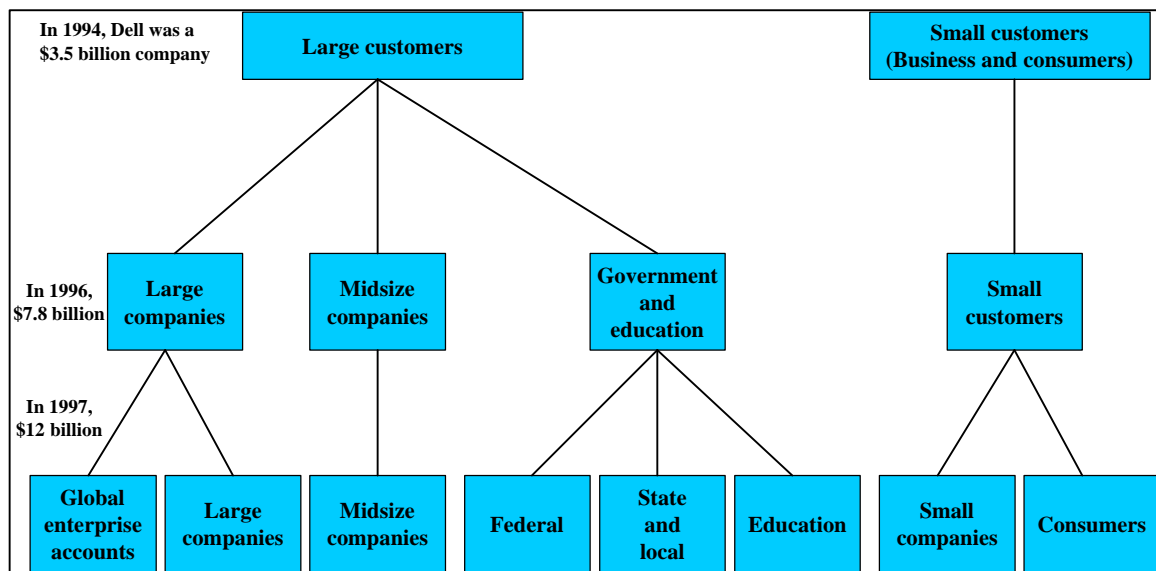 In 1994, Dell was a
$3.5 billion company
Large customers
Small customers
(Business and consumers)
In 1996,
$7.8 billion
Large
companies
Midsize
companies
Government
and
education
Small
customers
In 1997,
$12 billion
Global
enterprise
accounts
Large
companies
Midsize
companies
Federal
State
and
local
Education
Small
companies
Consumers